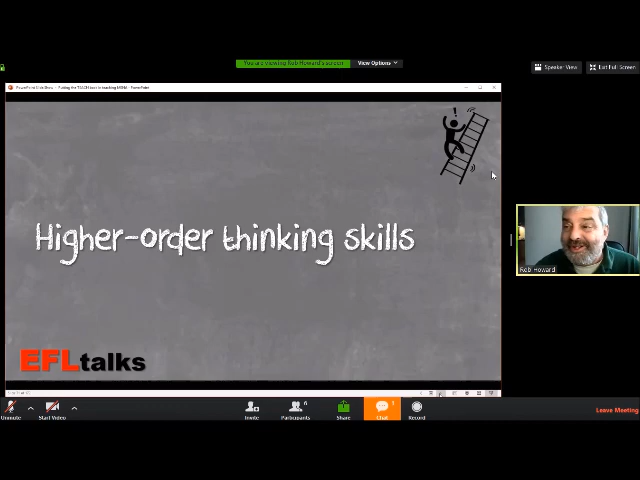 You are viewing Rob Howard's screen
View Options
Speaker View
Exit Full Screen
Higher-order thinking skills
EFLtalks
Rob Howard
Unmute
Start Video
Invite
Participants
6
Share
Chat
Record
Leave Meeting